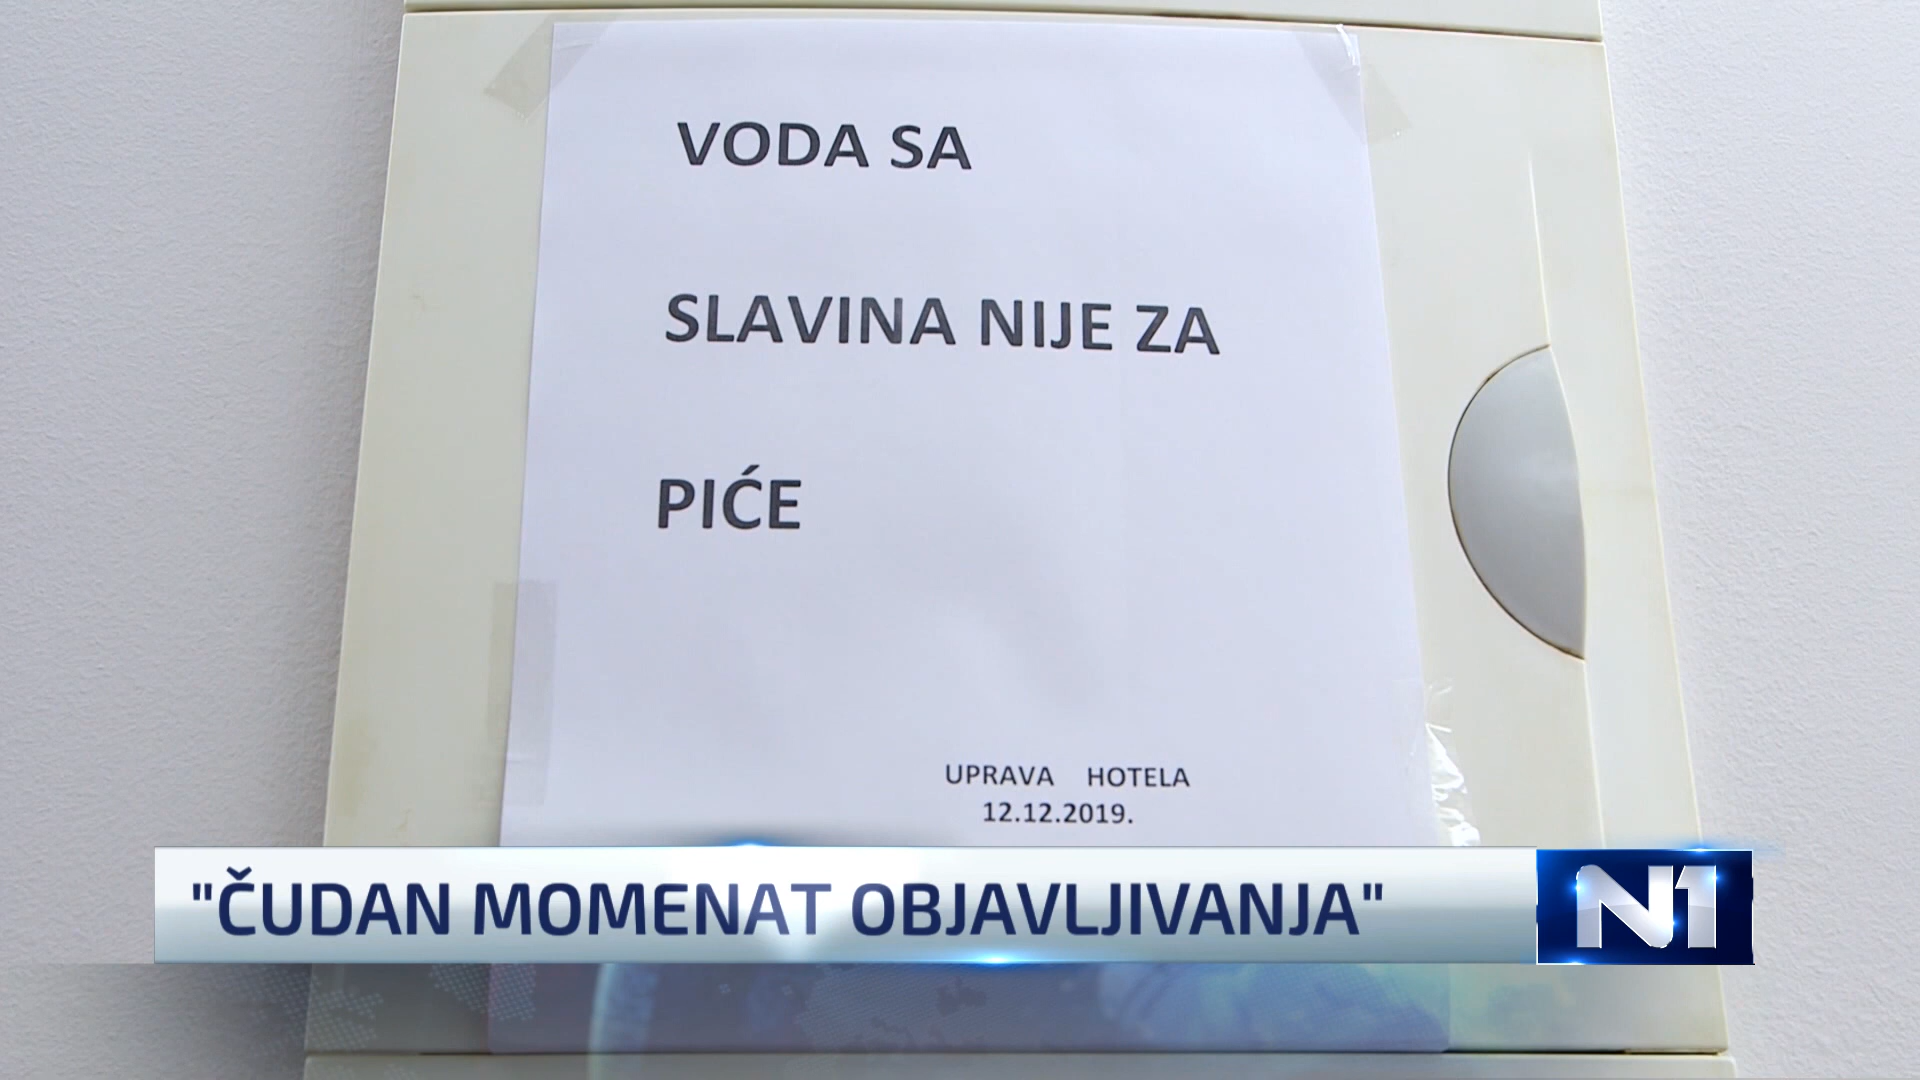 VODA SA
SLAVINA NIJE ZA
PIĆE
UPRAVA HOTELA
12.12.2019.
"ČUDAN MOMENAT OBJAVLJIVANJA"
N1